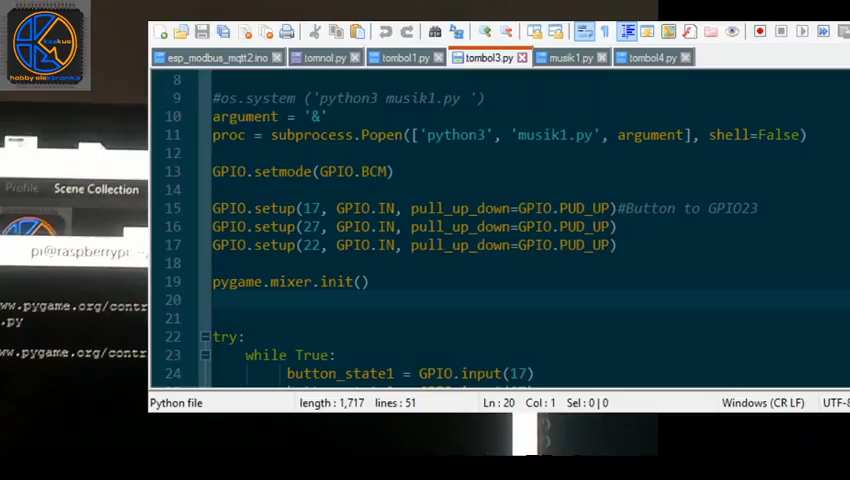 keskus
hobby elektronika
Profile
Scene Collection
pi@raspberrypi: ~
ww.pygame.org/contr
.py
ww.pygame.org/contr
esp_modbus_mqtt2.ino
tomnol.py
tombol1.py
tombol3.py
musik1.py
tombol4.py
8
9 #os.system ('python3 musik1.py ')
10 argument = '&'
11 proc = subprocess.Popen(['python3', 'musik1.py', argument], shell=False)
12
13 GPIO.setmode(GPIO.BCM)
14
15 GPIO.setup(17, GPIO.IN, pull_up_down=GPIO.PUD_UP)#Button to GPIO23
16 GPIO.setup(27, GPIO.IN, pull_up_down=GPIO.PUD_UP)
17 GPIO.setup(22, GPIO.IN, pull_up_down=GPIO.PUD_UP)
18
19 pygame.mixer.init()
20
21
22 try:
23 while True:
24 button_state1 = GPIO.input(17)
Python file
length : 1,717 lines : 51
Ln : 20 Col : 1 Sel : 0 | 0
Windows (CR LF)
UTF-8